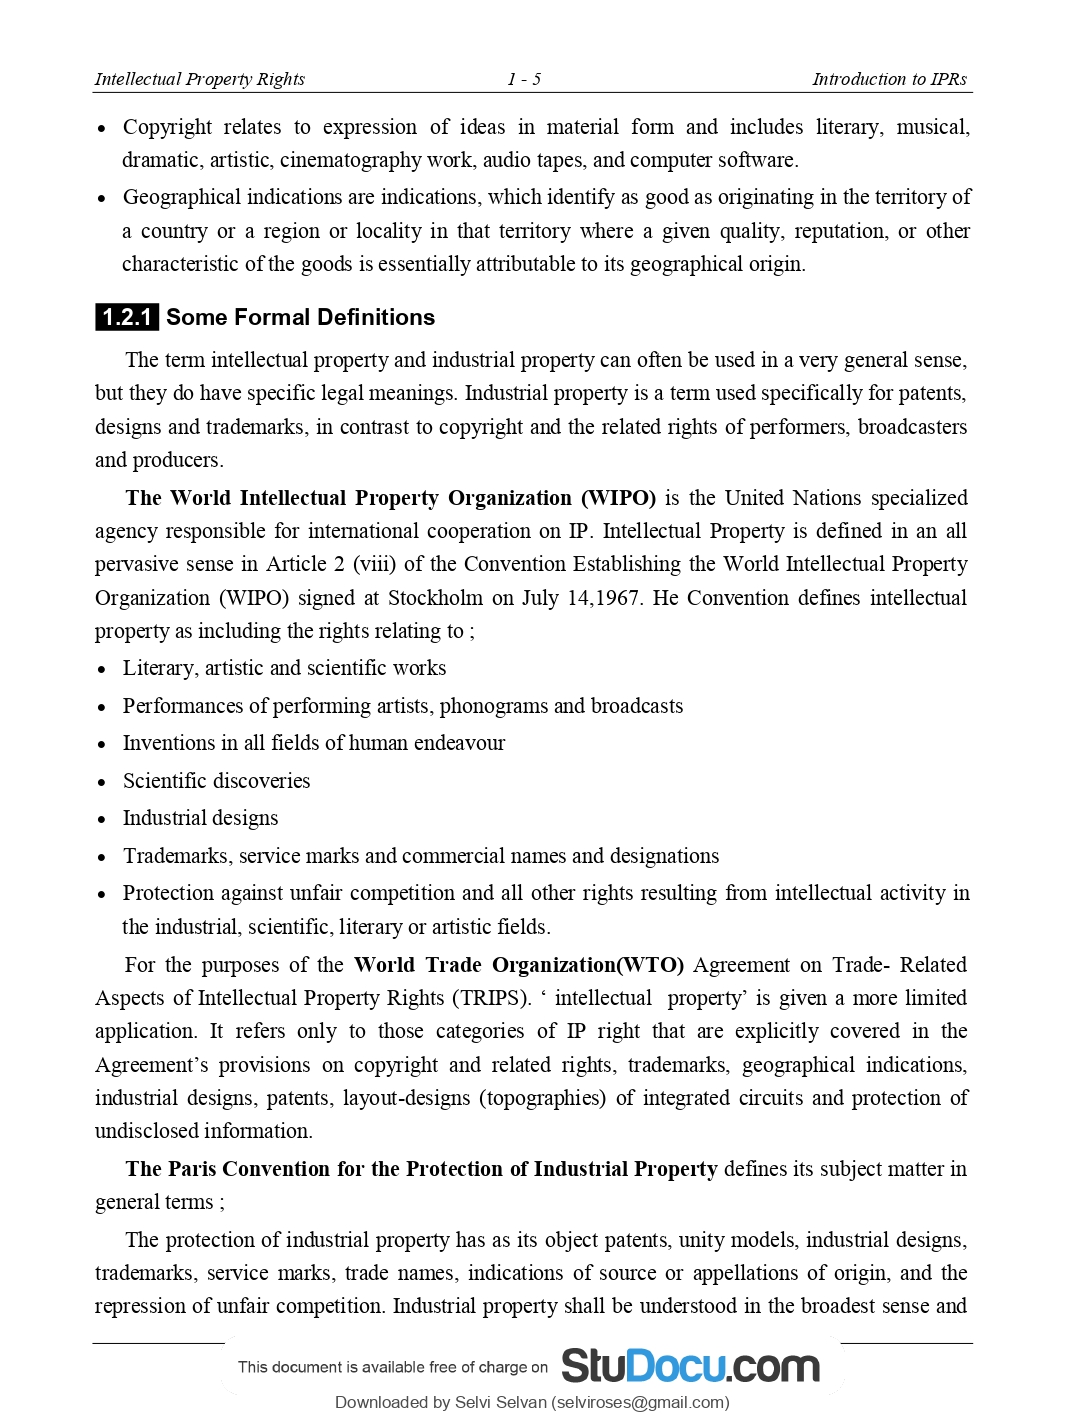 Intellectual Property Rights 1 - 5 Introduction to IPRs
• Copyright relates to expression of ideas in material form and includes literary, musical,
dramatic, artistic, cinematography work, audio tapes, and computer software.
• Geographical indications are indications, which identify as good as originating in the territory of
a country or a region or locality in that territory where a given quality, reputation, or other
characteristic of the goods is essentially attributable to its geographical origin.
1.2.1 Some Formal Definitions
The term intellectual property and industrial property can often be used in a very general sense,
but they do have specific legal meanings. Industrial property is a term used specifically for patents,
designs and trademarks, in contrast to copyright and the related rights of performers, broadcasters
and producers.
The World Intellectual Property Organization (WIPO) is the United Nations specialized
agency responsible for international cooperation on IP. Intellectual Property is defined in an all
pervasive sense in Article 2 (viii) of the Convention Establishing the World Intellectual Property
Organization (WIPO) signed at Stockholm on July 14,1967. He Convention defines intellectual
property as including the rights relating to ;
• Literary, artistic and scientific works
• Performances of performing artists, phonograms and broadcasts
• Inventions in all fields of human endeavour
• Scientific discoveries
• Industrial designs
• Trademarks, service marks and commercial names and designations
• Protection against unfair competition and all other rights resulting from intellectual activity in
the industrial, scientific, literary or artistic fields.
For the purposes of the World Trade Organization(WTO) Agreement on Trade- Related
Aspects of Intellectual Property Rights (TRIPS). ‘ intellectual property’ is given a more limited
application. It refers only to those categories of IP right that are explicitly covered in the
Agreement’s provisions on copyright and related rights, trademarks, geographical indications,
industrial designs, patents, layout-designs (topographies) of integrated circuits and protection of
undisclosed information.
The Paris Convention for the Protection of Industrial Property defines its subject matter in
general terms ;
The protection of industrial property has as its object patents, unity models, industrial designs,
trademarks, service marks, trade names, indications of source or appellations of origin, and the
repression of unfair competition. Industrial property shall be understood in the broadest sense and
This document is available free of charge on StuDocu.com
Downloaded by Selvi Selvan (selviroses@gmail.com)